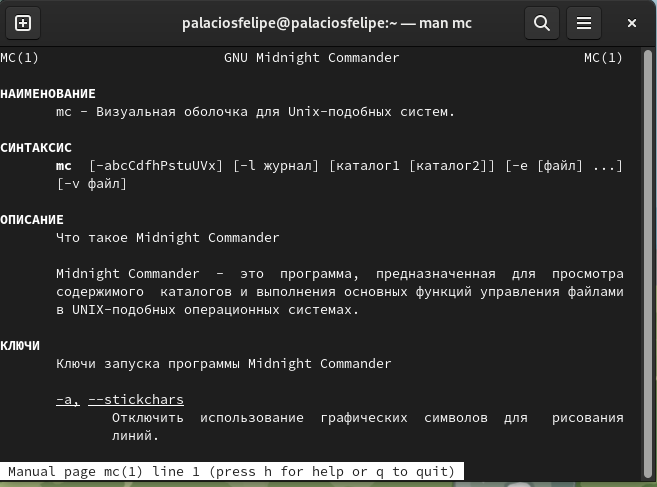 palaciosfelipe@palaciosfelipe:~ — man mc
MC(1) GNU Midnight Commander MC(1)
НАИМЕНОВАНИЕ
mc - Визуальная оболочка для Unix-подобных систем.
СИНТАКСИС
mc [-abcCdfhPstuUVx] [-l журнал] [каталог1 [каталог2]] [-e [файл] ...]
[-v файл]
ОПИСАНИЕ
Что такое Midnight Commander
Midnight Commander - это программа, предназначенная для просмотра
содержимого каталогов и выполнения основных функций управления файлами
в UNIX-подобных операционных системах.
КЛЮЧИ
Ключи запуска программы Midnight Commander
-a, --stickchars
Отключить использование графических символов для рисования
линий.
Manual page mc(1) line 1 (press h for help or q to quit)